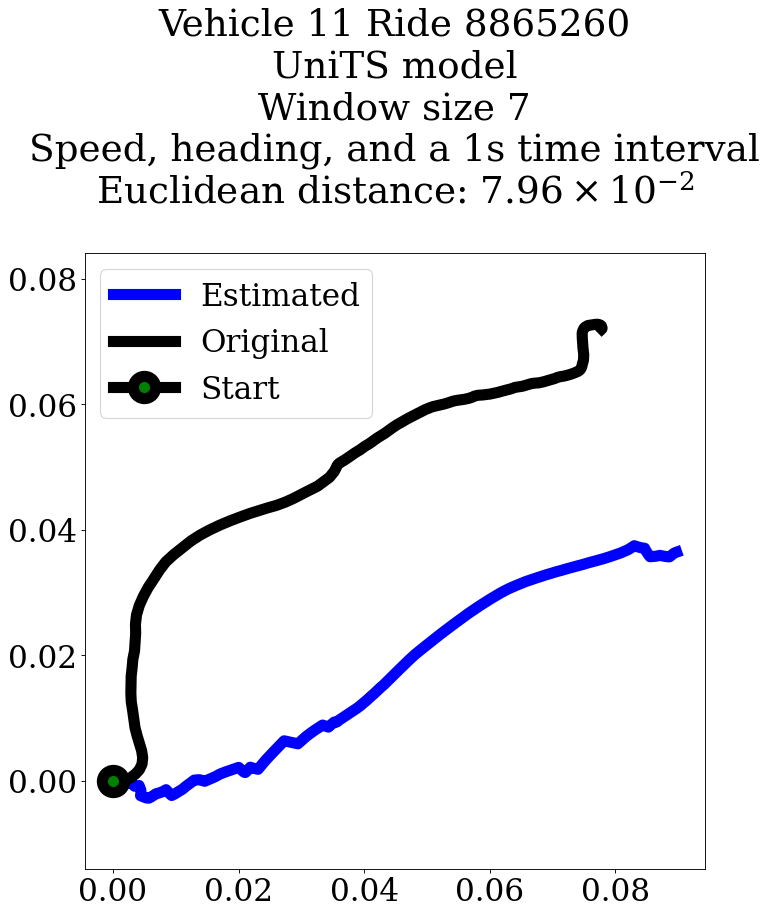 Vehicle 11 Ride 8865260
UniTS model
Window size 7
Speed, heading, and a 1s time interval
Euclidean distance: 7.96 × 10⁻²
Estimated
Original
Start
0.08
0.06
0.04
0.02
0.00
0.00 0.02 0.04 0.06 0.08